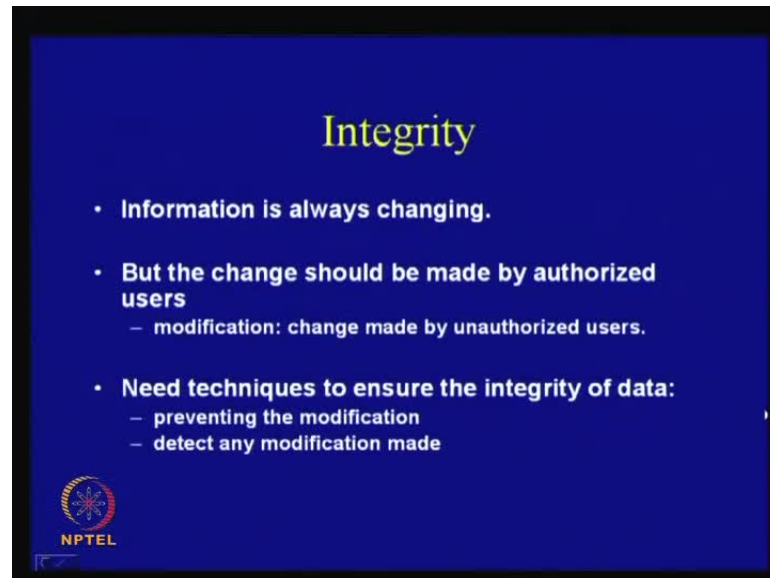 Integrity
• Information is always changing.
• But the change should be made by authorized
users
– modification: change made by unauthorized users.
• Need techniques to ensure the integrity of data:
– preventing the modification
– detect any modification made
NPTEL